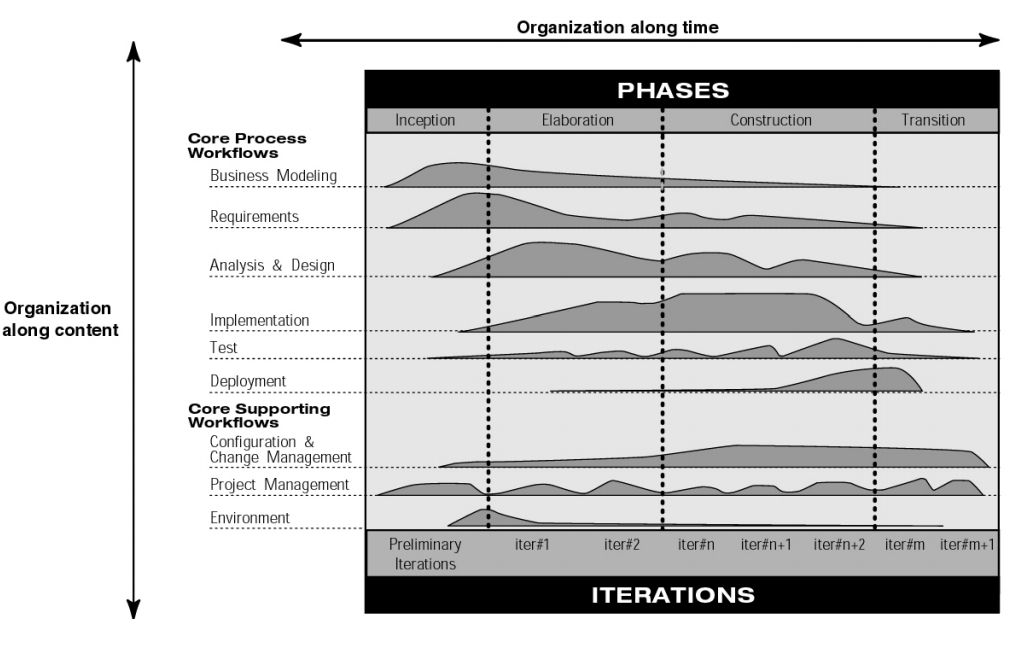 Organization along time
PHASES
Inception
Elaboration
Construction
Transition
Core Process
Workflows
Business Modeling
Requirements
Analysis & Design
Organization
along content
Implementation
Test
Deployment
Core Supporting
Workflows
Configuration &
Change Management
Project Management
Environment
Preliminary
Iterations
iter#1
iter#2
iter#n
iter#n+1
iter#n+2
iter#m
iter#m+1
ITERATIONS